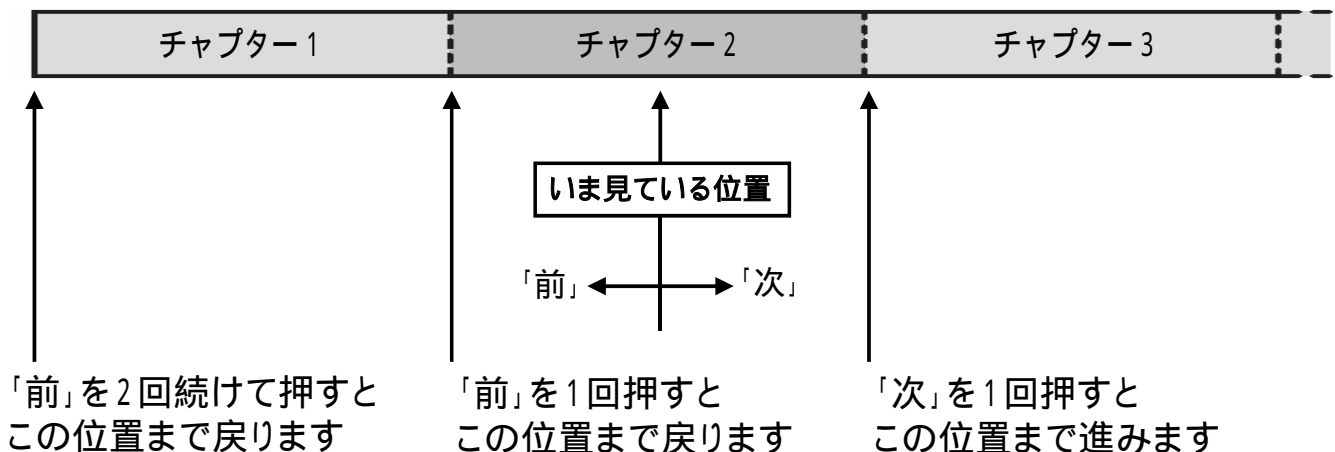 チャプター1
チャプター2
チャプター3
いま見ている位置
「前」
「次」
「前」を2回続けて押すと
この位置まで戻ります
「前」を1回押すと
この位置まで戻ります
「次」を1回押すと
この位置まで進みます